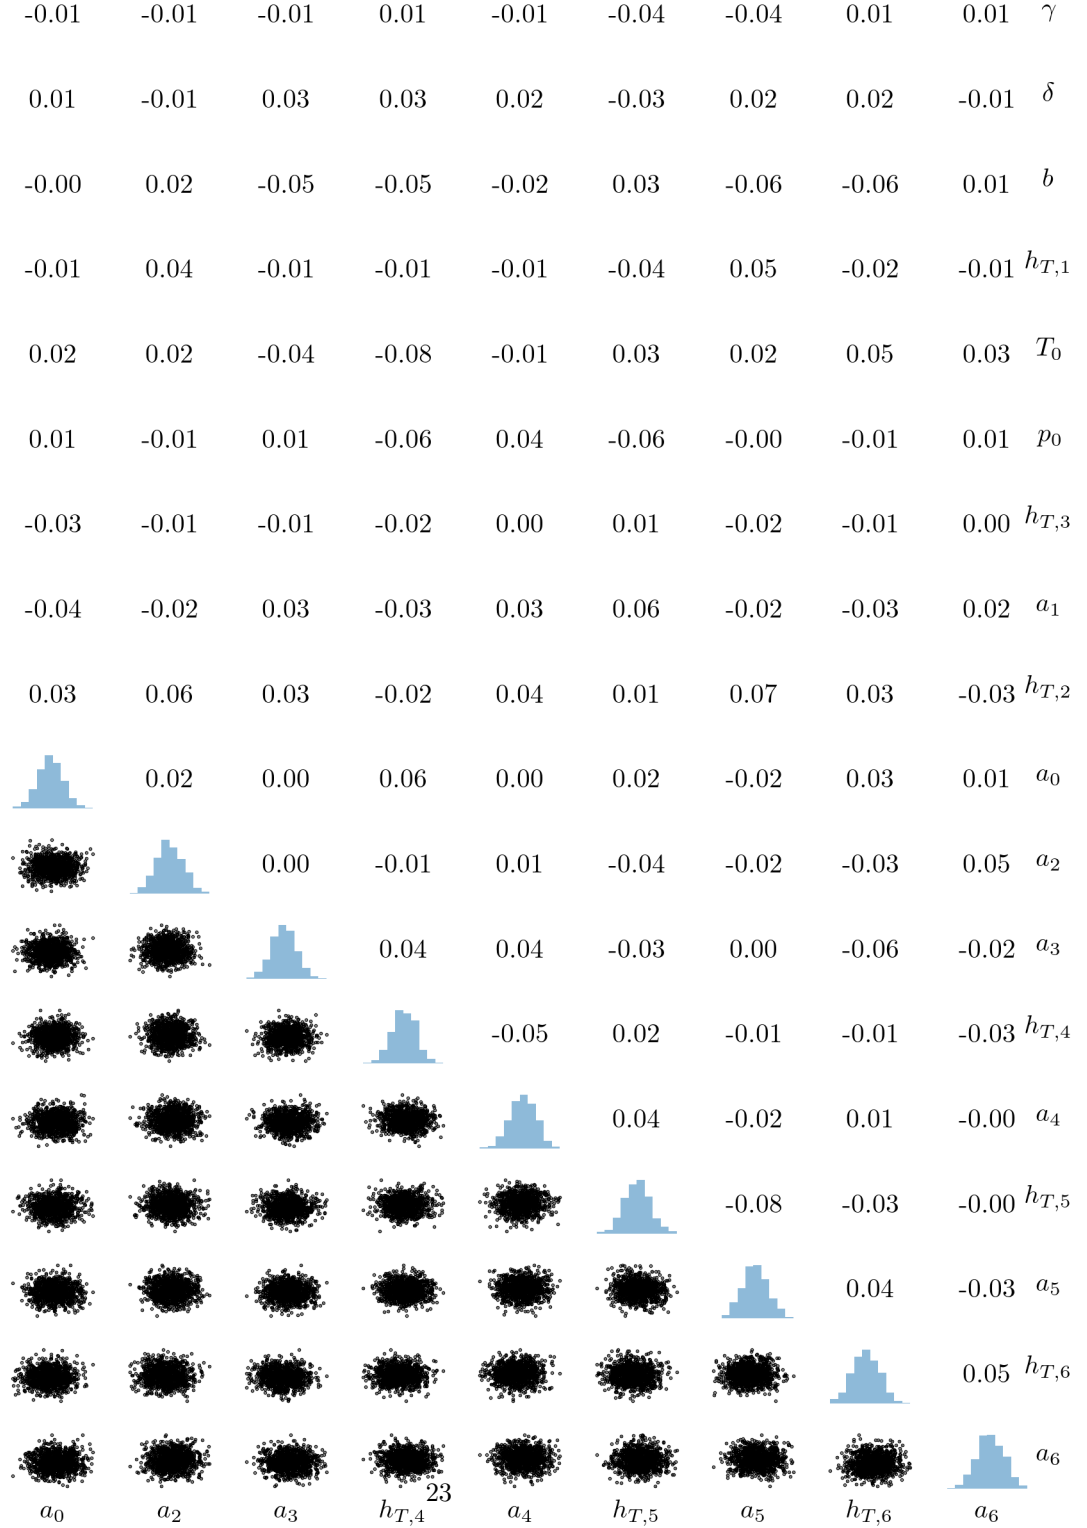 -0.01 -0.01 -0.01 0.01 -0.01 -0.04 -0.04 0.01 0.01 γ
0.01 -0.01 0.03 0.03 0.02 -0.03 0.02 0.02 -0.01 δ
-0.00 0.02 -0.05 -0.05 -0.02 0.03 -0.06 -0.06 0.01 b
-0.01 0.04 -0.01 -0.01 -0.01 -0.04 0.05 -0.02 -0.01 h_{T,1}
0.02 0.02 -0.04 -0.08 -0.01 0.03 0.02 0.05 0.03 T_0
0.01 -0.01 0.01 -0.06 0.04 -0.06 -0.00 -0.01 0.01 p_0
-0.03 -0.01 -0.01 -0.02 0.00 0.01 -0.02 -0.01 0.00 h_{T,3}
-0.04 -0.02 0.03 -0.03 0.03 0.06 -0.02 -0.03 0.02 a_1
0.03 0.06 0.03 -0.02 0.04 0.01 0.07 0.03 -0.03 h_{T,2}
0.02 0.00 0.06 0.00 0.02 -0.02 0.03 0.01 a_0
0.00 -0.01 0.01 -0.04 -0.02 -0.03 0.05 a_2
0.04 0.04 -0.03 0.00 -0.06 -0.02 a_3
-0.05 0.02 -0.01 -0.01 -0.03 h_{T,4}
0.04 -0.02 0.01 -0.00 a_4
-0.08 -0.03 -0.00 h_{T,5}
0.04 -0.03 a_5
0.05 h_{T,6}
a_6
23
a_0 a_2 a_3 h_{T,4} a_4 h_{T,5} a_5 h_{T,6} a_6